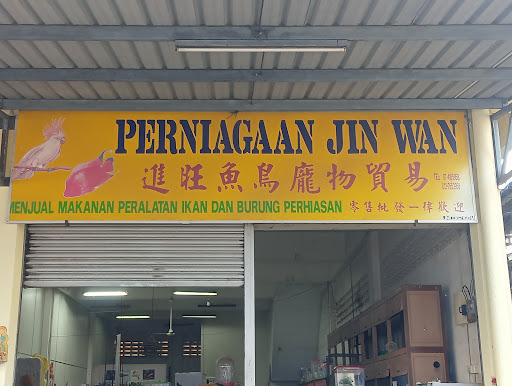 PERNIAGAAN JIN WAN
進旺魚鳥龐物貿易
MENJUAL MAKANAN PERALATAN IKAN DAN BURUNG PERHIASAN 零售批發一律歡迎